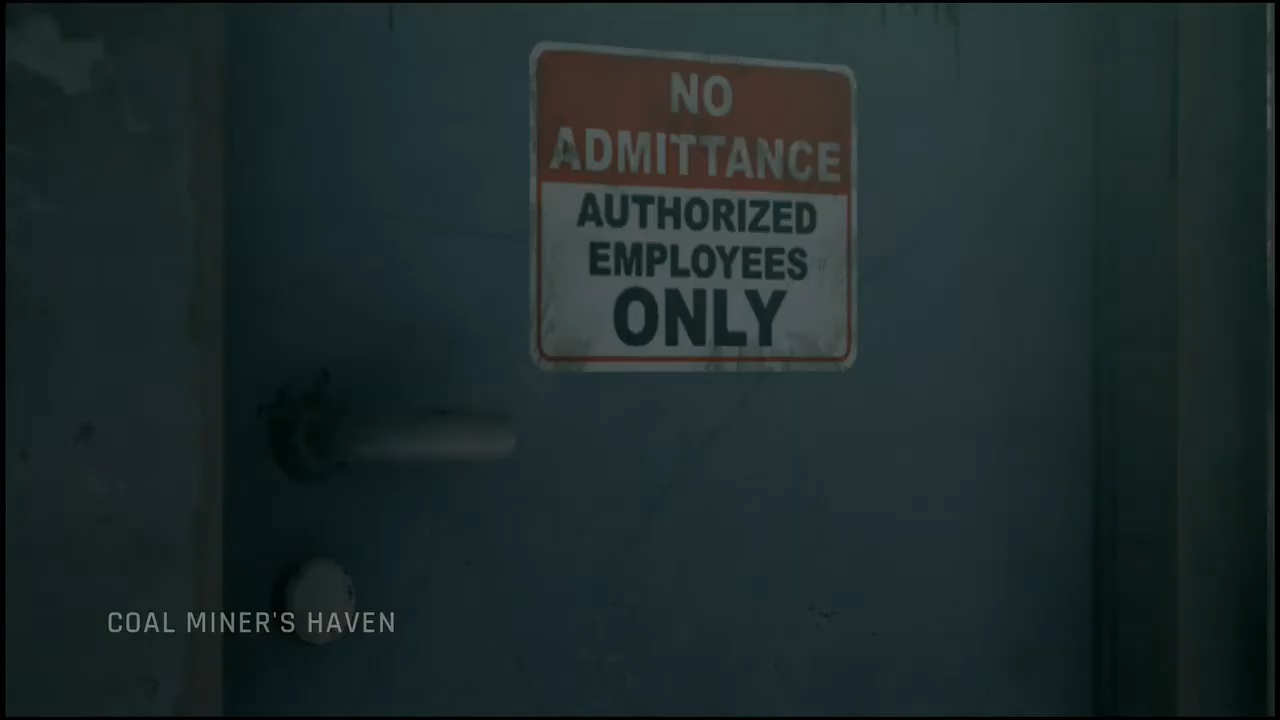 NO
ADMITTANCE
AUTHORIZED
EMPLOYEES
ONLY
COAL MINER'S HAVEN